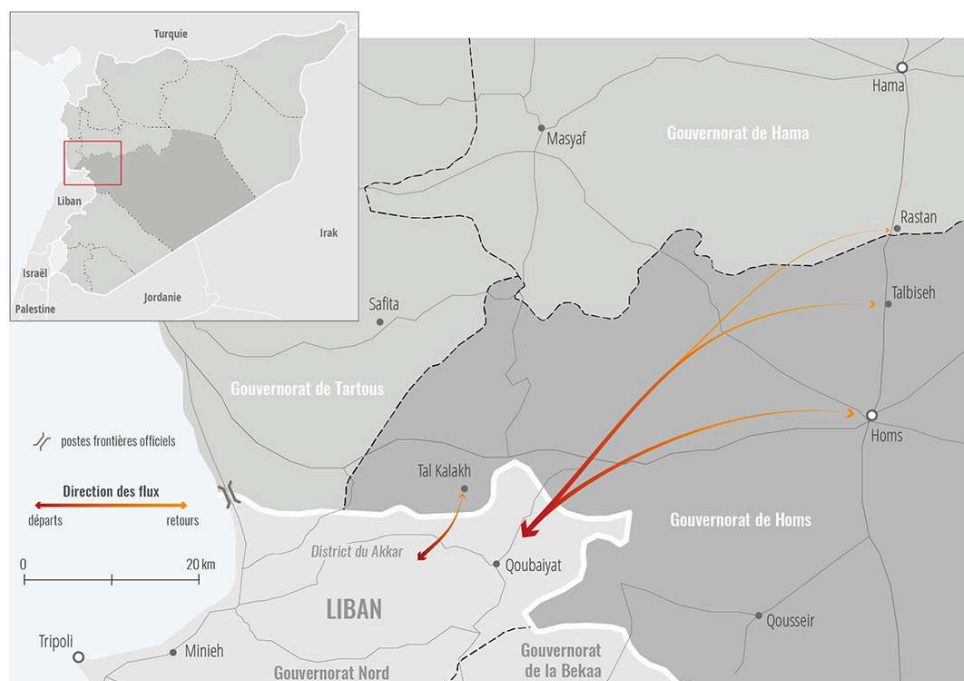 Turquie
Liban
Irak
Israël
Palestine
Jordanie
Hama
Masyaf
Gouvernorat de Hama
Rastan
Talbiseh
Safita
Gouvernorat de Tartous
Homs
postes frontières officiels
Tal Kalakh
Direction des flux
départs
retours
Gouvernorat de Homs
District du Akkar
0
20 km
Qoubaiyat
LIBAN
Qousseir
Tripoli
Minieh
Gouvernorat Nord
Gouvernorat
de la Bekaa